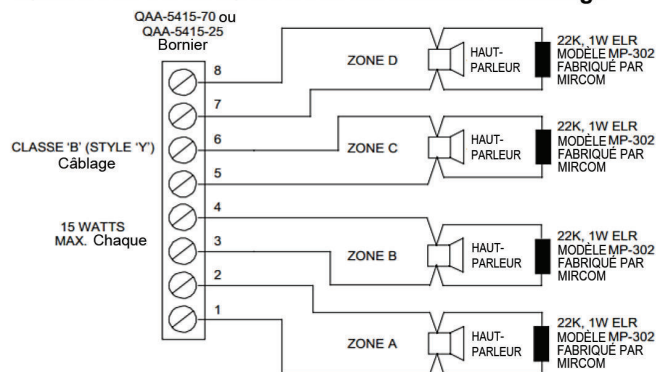 QAA-5415-70 ou
QAA-5415-25
Bornier
8
ZONE D
HAUT-
PARLEUR
22K, 1W ELR
MODÈLE MP-302
FABRIQUÉ PAR
MIRCOM
7
CLASSE 'B' (STYLE 'Y')
Câblage
6
ZONE C
HAUT-
PARLEUR
22K, 1W ELR
MODÈLE MP-302
FABRIQUÉ PAR
MIRCOM
5
15 WATTS
MAX. Chaque
4
3
ZONE B
HAUT-
PARLEUR
22K, 1W ELR
MODÈLE MP-302
FABRIQUÉ PAR
MIRCOM
2
1
ZONE A
HAUT-
PARLEUR
22K, 1W ELR
MODÈLE MP-302
FABRIQUÉ PAR
MIRCOM